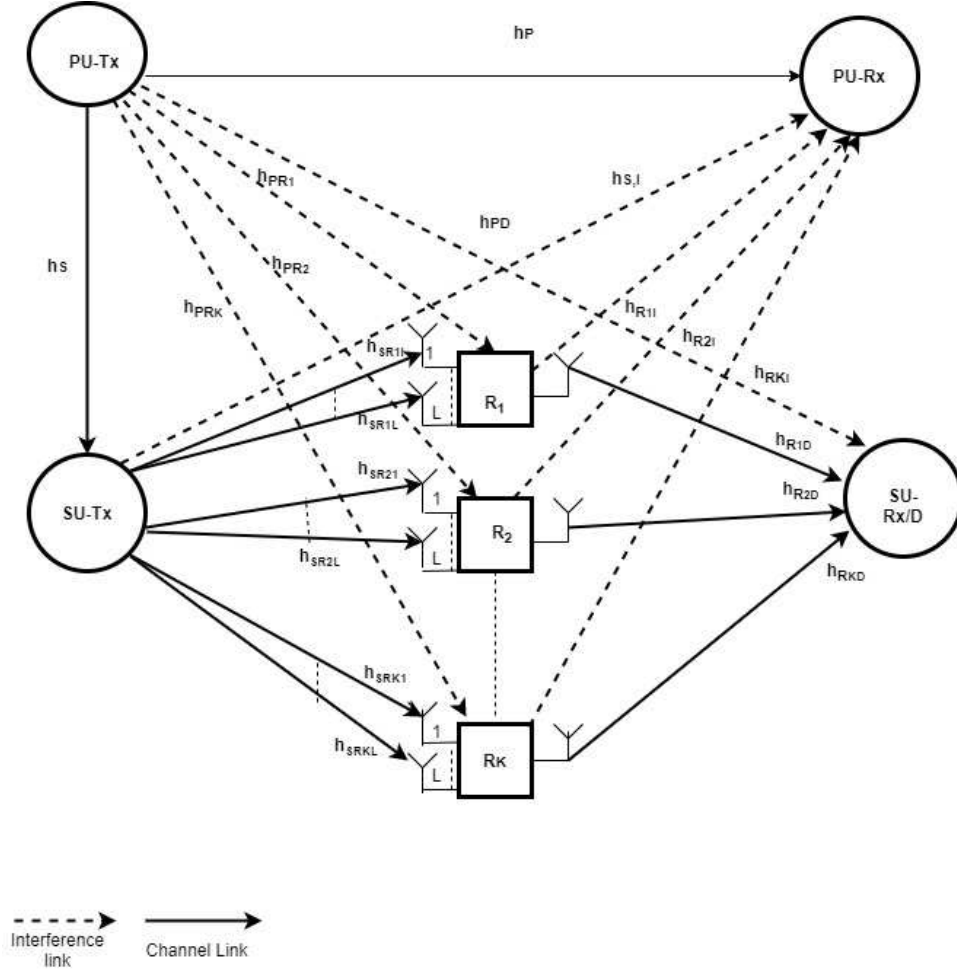 hP
PU-Tx
PU-Rx
hPR1
hS,I
hPD
hS
hPR2
hPRK
hR1I
hR2I
hSR1I
1
hRKI
R1
L
hSR1L
hR1D
hSR21
hR2D
SU-Tx
1
R2
SU-
Rx/D
L
hSR2L
hRKD
hSRK1
1
RK
hSRKL
L
Interference
link
Channel Link